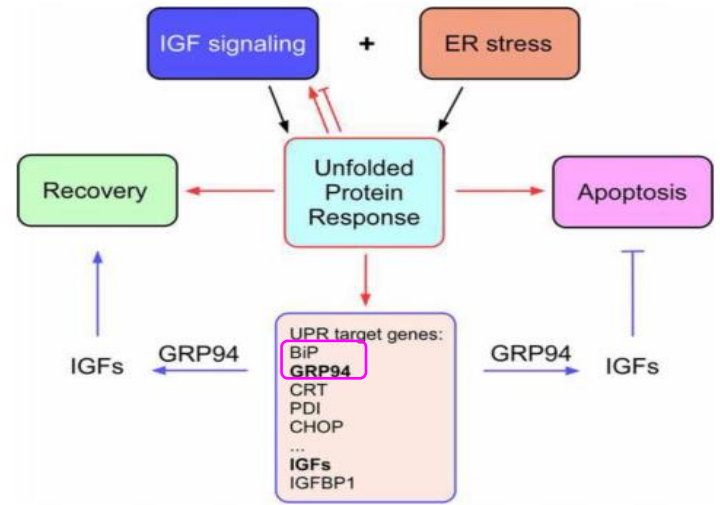 IGF signaling
+
ER stress
Recovery
Unfolded
Protein
Response
Apoptosis
UPR target genes:
BiP
GRP94
CRT
PDI
CHOP
...
IGFs
IGFBP1
IGFs
GRP94
GRP94
IGFs